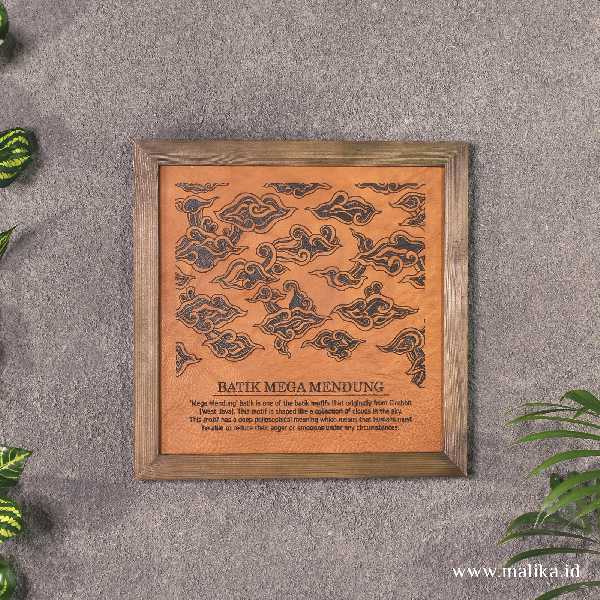 BATIK MEGA MENDUNG
'Mega Mendung' batik is one of the batik motifs that originally from Cirebon
(West Java). This motif is shaped like a collection of clouds in the sky.
This motif has a deep philosophical meaning which means that humans must
be able to reduce their anger or emotions under any circumstances.
www.malika.id